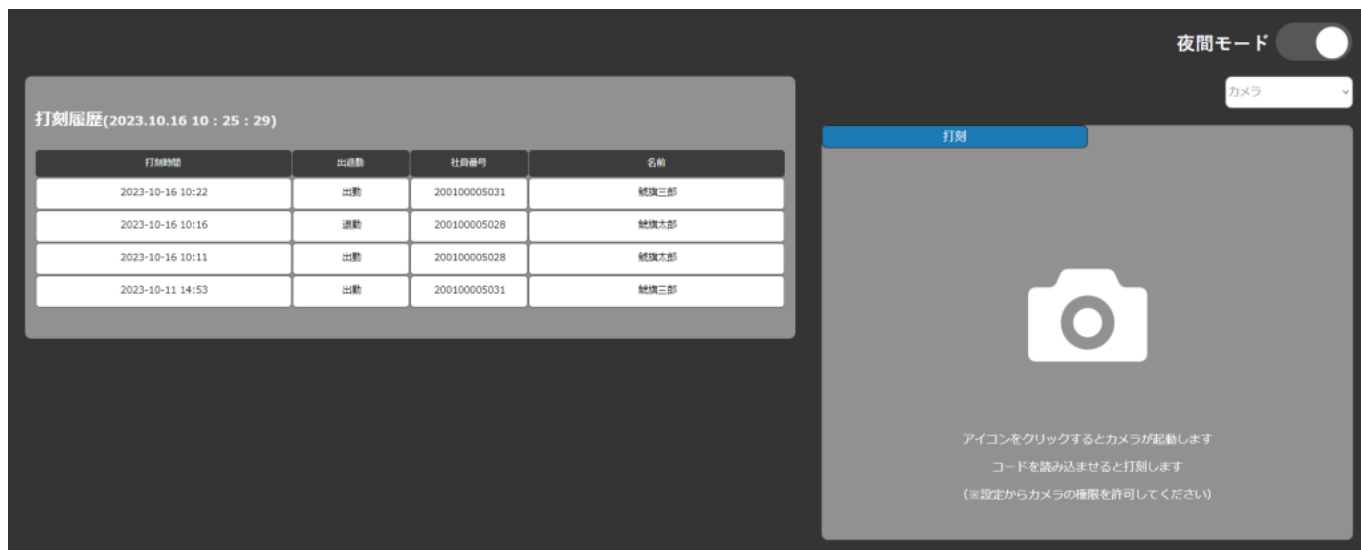 夜間モード
カメラ
打刻履歴(2023.10.16 10 : 25 : 29)
打刻時間 出退勤 社員番号 名前
2023-10-16 10:22 出勤 200100005031 鯱旗三郎
2023-10-16 10:16 退勤 200100005028 鯱旗太郎
2023-10-16 10:11 出勤 200100005028 鯱旗太郎
2023-10-11 14:53 出勤 200100005031 鯱旗三郎
打刻
アイコンをクリックするとカメラが起動します
コードを読み込ませると打刻します
(※設定からカメラの権限を許可してください)